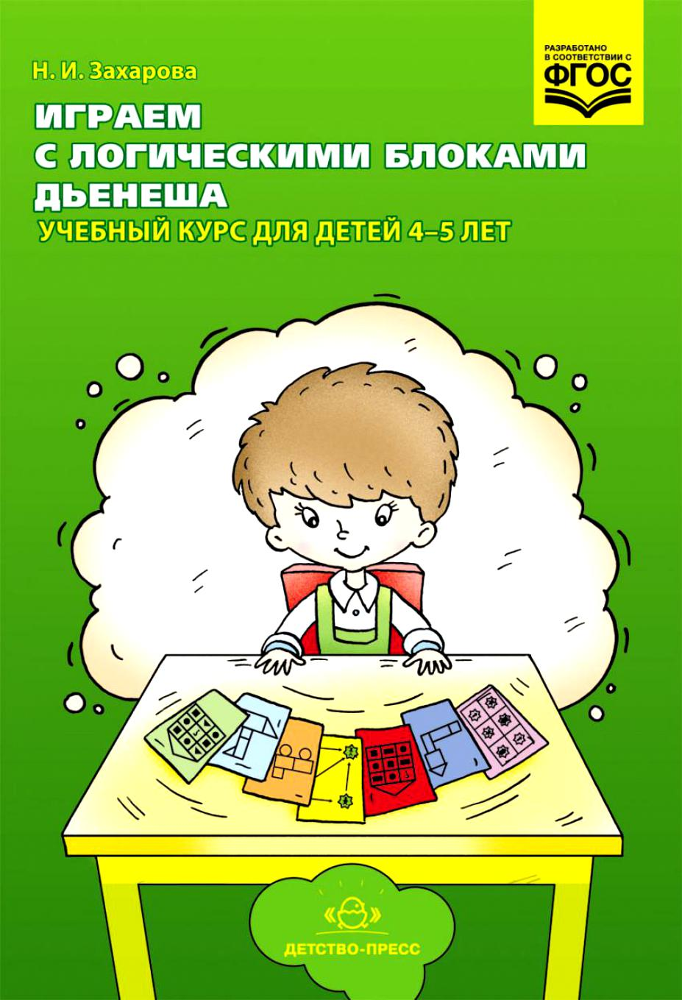 РАЗРАБОТАНО
В СООТВЕТСТВИИ С
ФГОС
Н. И. Захарова
ИГРАЕМ
С ЛОГИЧЕСКИМИ БЛОКАМИ
ДЬЕНЕША
УЧЕБНЫЙ КУРС ДЛЯ ДЕТЕЙ 4–5 ЛЕТ
ДЕТСТВО-ПРЕСС